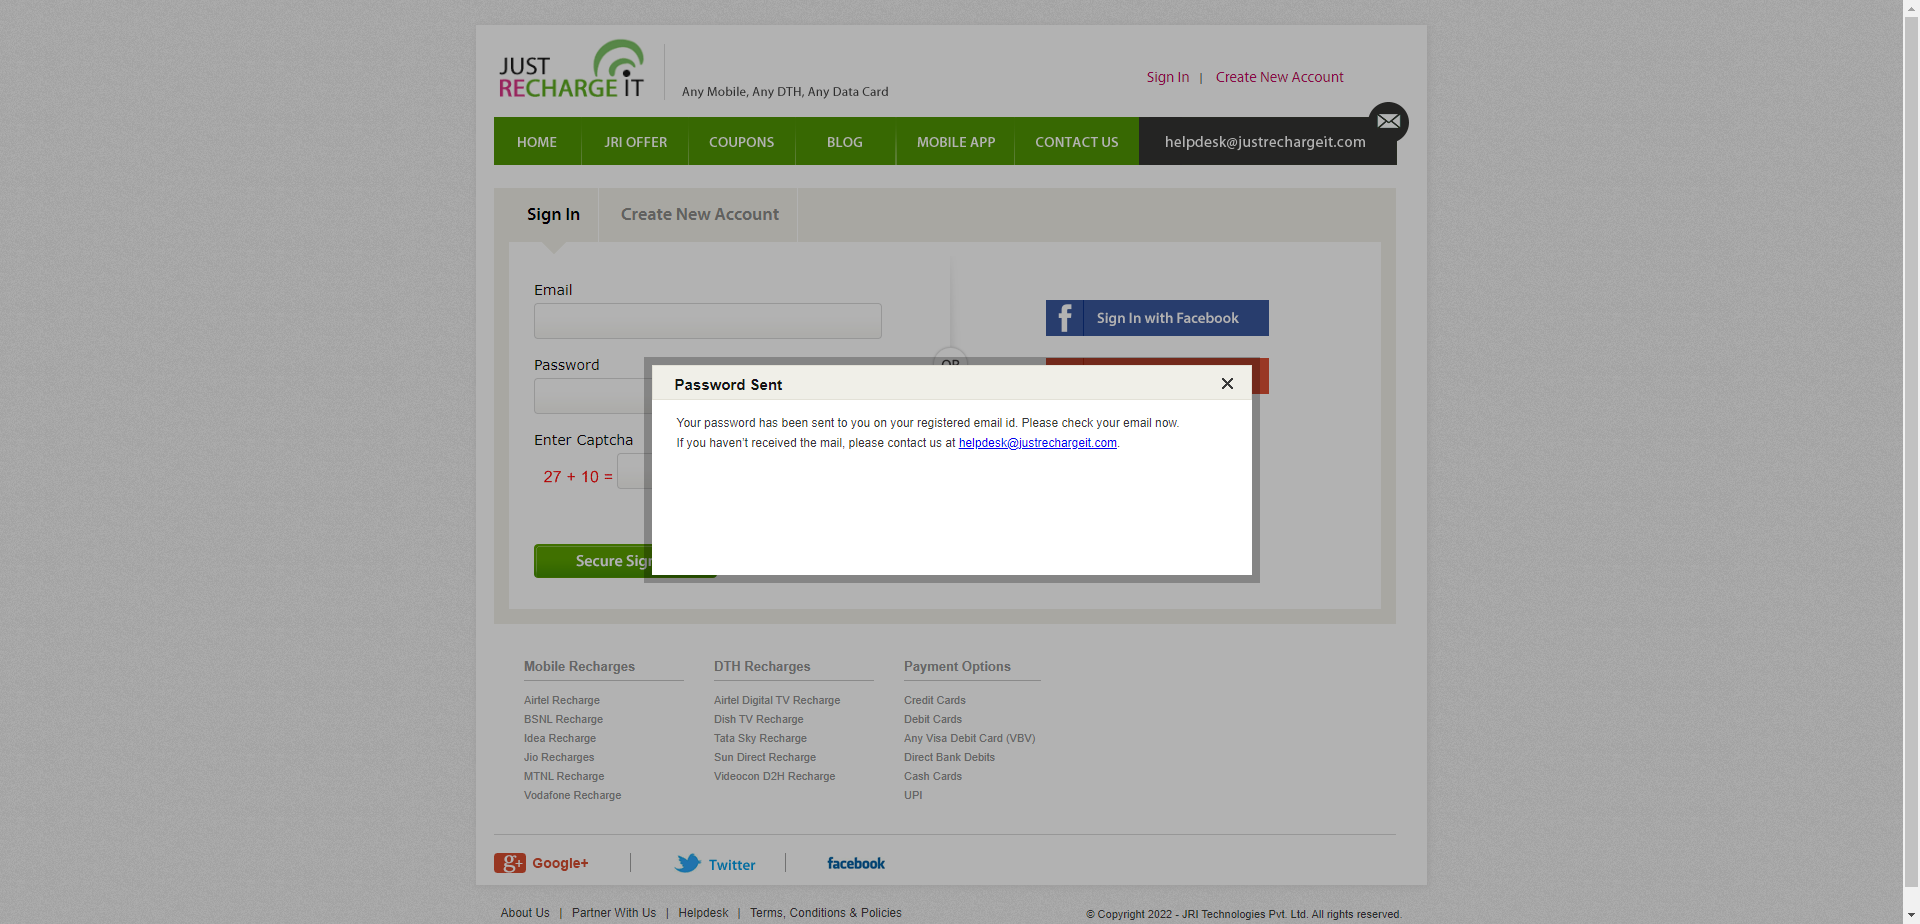 JUST
RECHARGE IT
Any Mobile, Any DTH, Any Data Card
Sign In | Create New Account
HOME JRI OFFER COUPONS BLOG MOBILE APP CONTACT US helpdesk@justrechargeit.com
Sign In Create New Account
Email
Sign In with Facebook
Password
OR
Password Sent
Your password has been sent to you on your registered email id. Please check your email now.
If you haven't received the mail, please contact us at helpdesk@justrechargeit.com.
Enter Captcha
27 + 10 =
Secure Sig
Mobile Recharges
Airtel Recharge
BSNL Recharge
Idea Recharge
Jio Recharges
MTNL Recharge
Vodafone Recharge
DTH Recharges
Airtel Digital TV Recharge
Dish TV Recharge
Tata Sky Recharge
Sun Direct Recharge
Videocon D2H Recharge
Payment Options
Credit Cards
Debit Cards
Any Visa Debit Card (VBV)
Direct Bank Debits
Cash Cards
UPI
g+ Google+ | Twitter | facebook
About Us | Partner With Us | Helpdesk | Terms, Conditions & Policies
© Copyright 2022 - JRI Technologies Pvt. Ltd. All rights reserved.